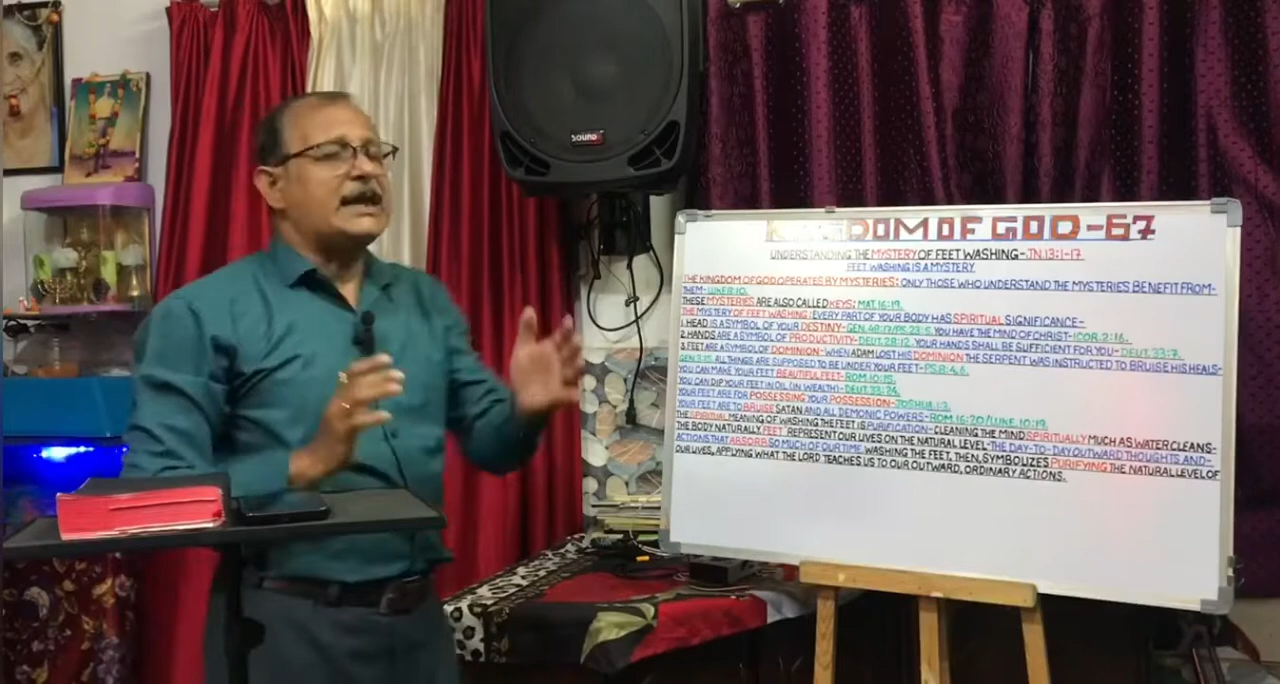 SOUND
KINGDOM OF GOD-67
UNDERSTANDING THE MYSTERY OF FEET WASHING-JN.13:1-17
FEET WASHING IS A MYSTERY
THE KINGDOM OF GOD OPERATES BY MYSTERIES: ONLY THOSE WHO UNDERSTAND THE MYSTERIES BENEFIT FROM-
THEM-LUKE 8:10.
THESE MYSTERIES ARE ALSO CALLED KEYS: MAT.16:19.
THE MYSTERY OF FEET WASHING: EVERY PART OF YOUR BODY HAS SPIRITUAL SIGNIFICANCE-
1. HEAD IS A SYMBOL OF YOUR DESTINY-GEN.48:17/PS.23:5. YOU HAVE THE MIND OF CHRIST-1COR.2:16.
2. HANDS ARE A SYMBOL OF PRODUCTIVITY-DEUT.28:12. YOUR HANDS SHALL BE SUFFICIENT FOR YOU-DEUT.33:7.
3. FEET ARE A SYMBOL OF DOMINION-WHEN ADAM LOST HIS DOMINION THE SERPENT WAS INSTRUCTED TO BRUISE HIS HEALS-
GEN.3:15. ALL THINGS ARE SUPPOSED TO BE UNDER YOUR FEET-PS.8:4,6.
YOU CAN MAKE YOUR FEET BEAUTIFUL FEET-ROM.10:15.
YOU CAN DIP YOUR FEET IN OIL (IN WEALTH)-DEUT.33:24.
YOUR FEET ARE FOR POSSESSING YOUR POSSESSION-JOSHUA.1:3.
YOUR FEET ARE TO BRUISE SATAN AND ALL DEMONIC POWERS-ROM.16:20/LUKE.10:19.
THE SPIRITUAL MEANING OF WASHING THE FEET IS PURIFICATION-CLEANING THE MIND SPIRITUALLY MUCH AS WATER CLEANS-
THE BODY NATURALLY. FEET REPRESENT OUR LIVES ON THE NATURAL LEVEL THE DAY-TO-DAY OUTWARD THOUGHTS AND-
ACTIONS THAT ABSORB SO MUCH OF OUR TIME. WASHING THE FEET, THEN, SYMBOLIZES PURIFYING THE NATURAL LEVEL OF
OUR LIVES, APPLYING WHAT THE LORD TEACHES US TO OUR OUTWARD, ORDINARY ACTIONS.